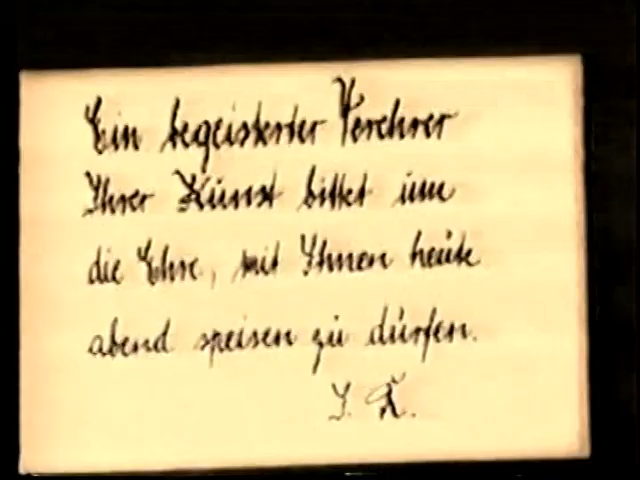 Ein begeisterter Verehrer
Ihrer Kunst bittet um
die Ehre, mit Ihnen heute
abend speisen zu dürfen.
J. K.